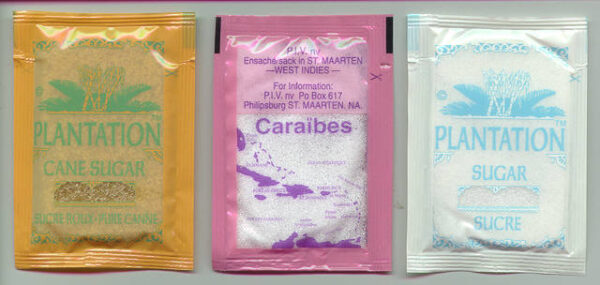 PLANTATION
CANE SUGAR
SUCRE ROUX · PURE CANNE
P.I.V. nv
Ensaché/sack in ST. MAARTEN
—WEST INDIES—
For Information:
P.I.V. nv Po Box 617
Philipsburg ST. MAARTEN, NA.
Caraïbes
PLANTATION™
SUGAR
SUCRE